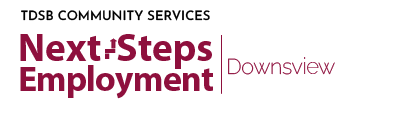 TDSB COMMUNITY SERVICES
Next-Steps
Employment
Downsview